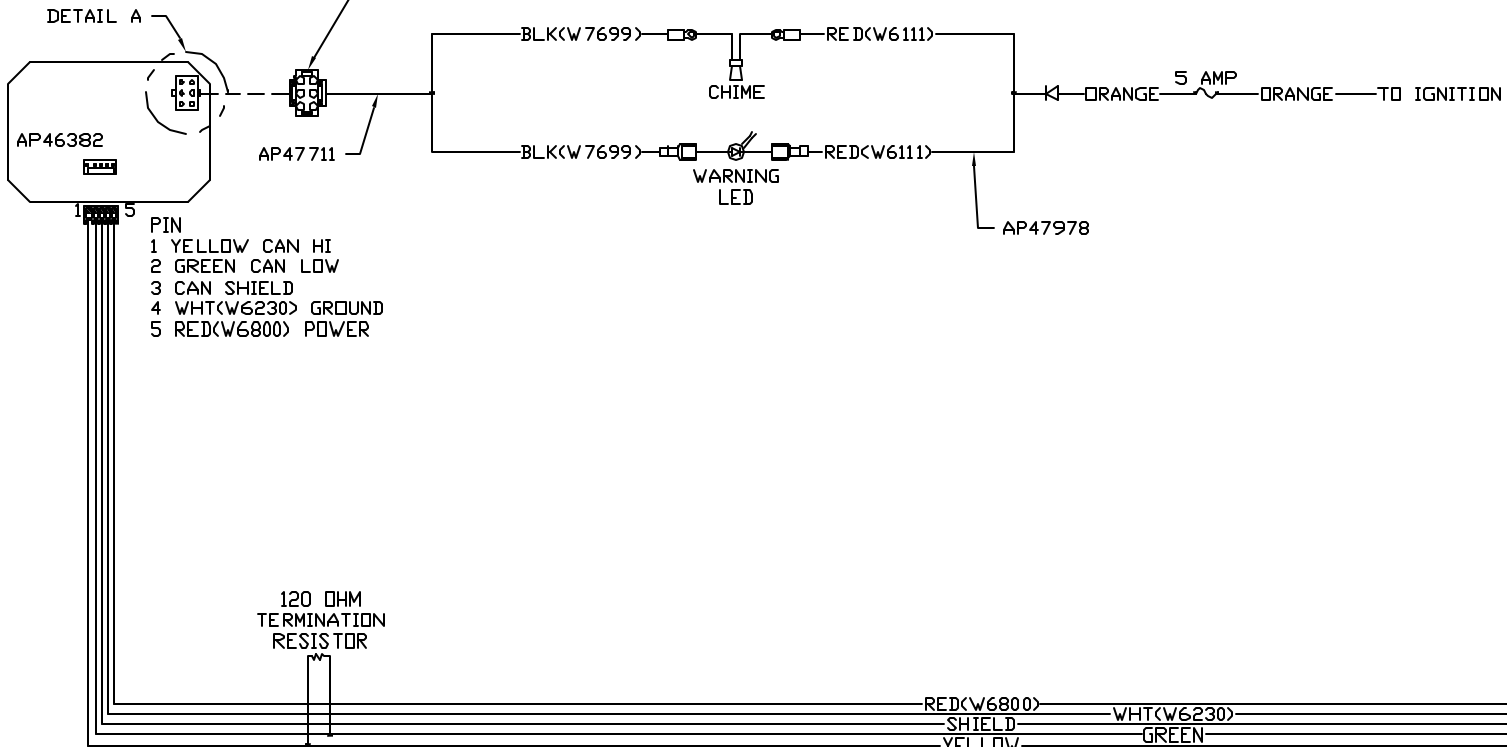 DETAIL A
BLK(W7699)
RED(W6111)
CHIME
5 AMP
ORANGE
ORANGE
TO IGNITION
AP46382
AP47711
BLK(W7699)
RED(W6111)
WARNING
LED
AP47978
1
5
PIN
1 YELLOW CAN HI
2 GREEN CAN LOW
3 CAN SHIELD
4 WHT(W6230) GROUND
5 RED(W6800) POWER
120 OHM
TERMINATION
RESISTOR
RED(W6800)
WHT(W6230)
SHIELD
GREEN
YELLOW